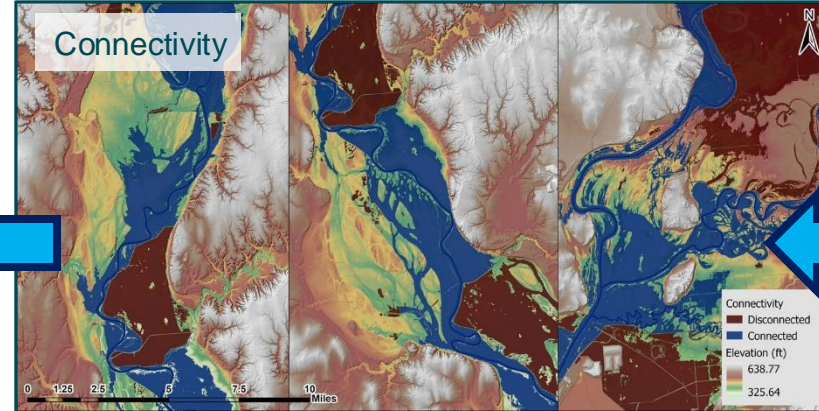 Connectivity
N
Connectivity
Disconnected
Connected
Elevation (ft)
638.77
325.64
0 1.25 2.5 5 7.5 10
Miles